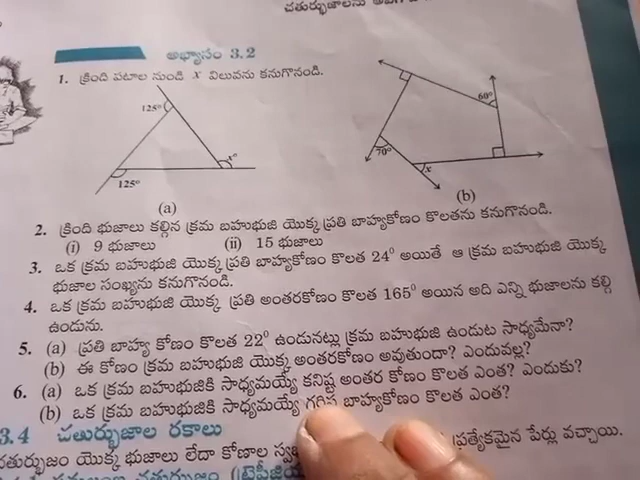 చతుర్భుజాలను
అభ్యాసం 3.2
1. క్రింది పటాల నుండి x విలువను కనుగొనండి.
125°
x°
125°
(a)
60°
70°
x
(b)
2. క్రింది భుజాలు కల్గిన క్రమ బహుభుజి యొక్క ప్రతి బాహ్యకోణం కొలతను కనుగొనండి.
(i) 9 భుజాలు (ii) 15 భుజాలు
3. ఒక క్రమ బహుభుజి యొక్క ప్రతి బాహ్యకోణం కొలత 24⁰ అయితే ఆ క్రమ బహుభుజి యొక్క
భుజాల సంఖ్యను కనుగొనండి.
4. ఒక క్రమ బహుభుజి యొక్క ప్రతి అంతరకోణం కొలత 165⁰ అయిన అది ఎన్ని భుజాలను కల్గి
ఉండును.
5. (a) ప్రతి బాహ్య కోణం కొలత 22⁰ ఉండునట్లు క్రమ బహుభుజి ఉండుట సాధ్యమేనా?
(b) ఈ కోణం క్రమ బహుభుజి యొక్క అంతరకోణం అవుతుందా? ఎందువల్ల?
6. (a) ఒక క్రమ బహుభుజికి సాధ్యమయ్యే కనిష్ట అంతర కోణం కొలత ఎంత? ఎందుకు?
(b) ఒక క్రమ బహుభుజికి సాధ్యమయ్యే గరిష్ట బాహ్యకోణం కొలత ఎంత?
3.4 చతుర్భుజాల రకాలు
చతుర్భుజం యొక్క భుజాలు లేదా కోణాల ప్రత్యేకమైన పేర్లు వచ్చాయి.